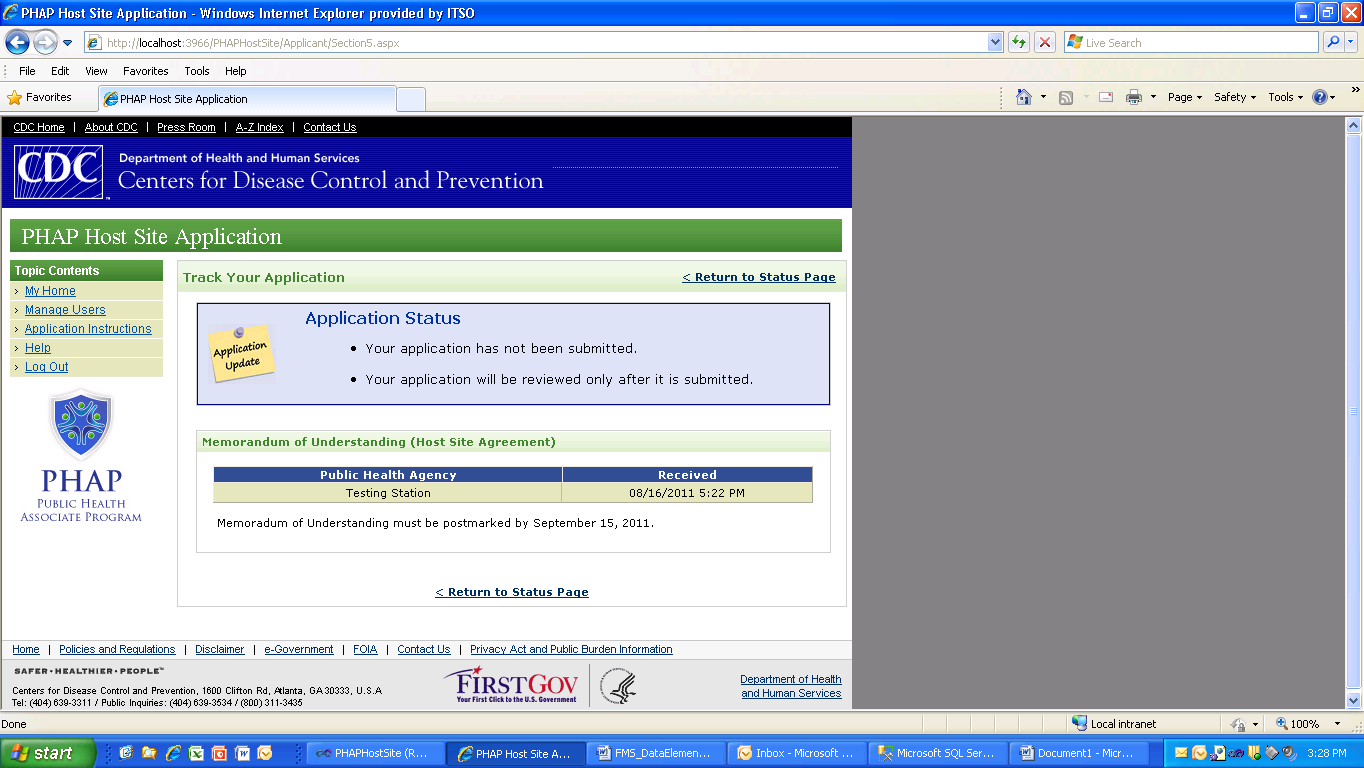 PHAP Host Site Application - Windows Internet Explorer provided by ITSO
http://localhost:3966/PHAPHostSite/Applicant/Section5.aspx
Live Search
File Edit View Favorites Tools Help
Favorites PHAP Host Site Application Page Safety Tools
CDC Home | About CDC | Press Room | A-Z Index | Contact Us
CDC
Department of Health and Human Services
Centers for Disease Control and Prevention
PHAP Host Site Application
Topic Contents
> My Home
> Manage Users
> Application Instructions
> Help
> Log Out
PHAP
PUBLIC HEALTH
ASSOCIATE PROGRAM
Track Your Application < Return to Status Page
Application Update
Application Status
• Your application has not been submitted.
• Your application will be reviewed only after it is submitted.
Memorandum of Understanding (Host Site Agreement)
Public Health Agency Received
Testing Station 08/16/2011 5:22 PM
Memoradum of Understanding must be postmarked by September 15, 2011.
< Return to Status Page
Home | Policies and Regulations | Disclaimer | e-Government | FOIA | Contact Us | Privacy Act and Public Burden Information
SAFER•HEALTHIER•PEOPLE™
Centers for Disease Control and Prevention, 1600 Clifton Rd, Atlanta, GA 30333, U.S.A
Tel: (404) 639-3311 / Public Inquiries: (404) 639-3534 / (800) 311-3435
FIRSTGOV
Your First Click to the U.S. Government
Department of Health
and Human Services
Done Local intranet 100%
start PHAPHostSite (R... PHAP Host Site A... FMS_DataElemen... Inbox - Microsoft ... Microsoft SQL Ser... Document1 - Micr... 3:28 PM